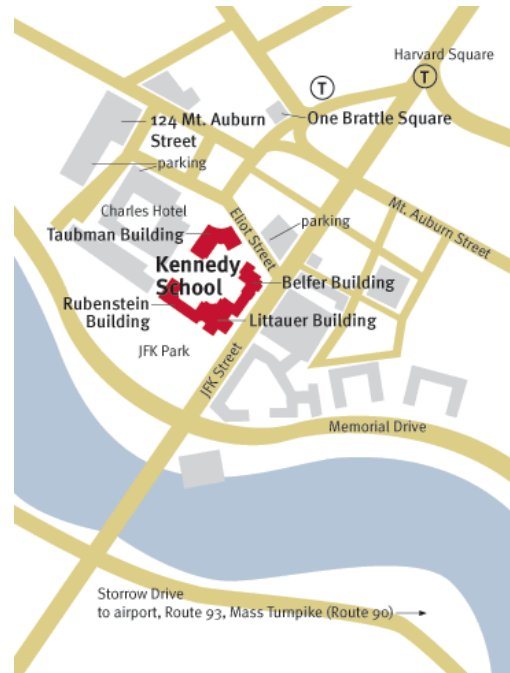 Harvard Square
T
T
124 Mt. Auburn
Street
One Brattle Square
parking
Mt. Auburn Street
Charles Hotel
Eliot Street
parking
Taubman Building
Kennedy
School
Belfer Building
Rubenstein
Building
Littauer Building
JFK Park
JFK Street
Memorial Drive
Storrow Drive
to airport, Route 93, Mass Turnpike (Route 90)